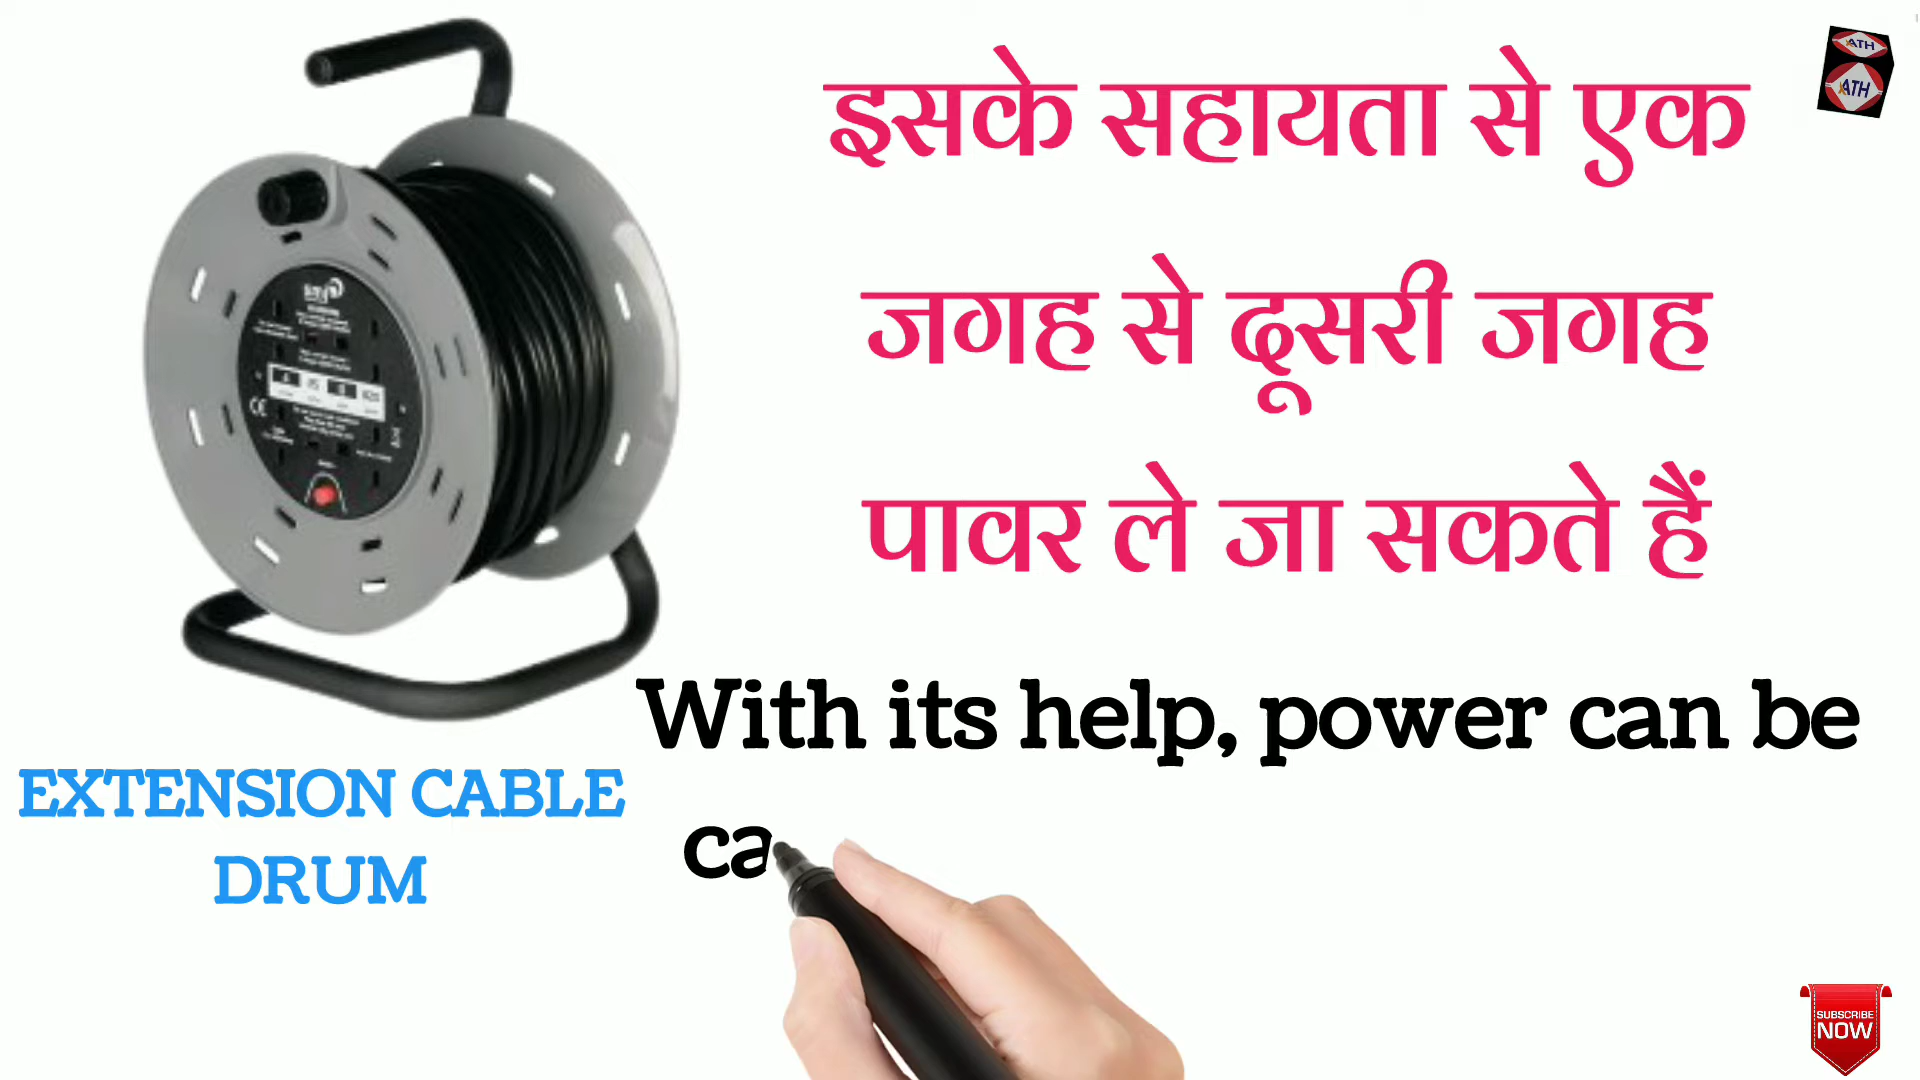 इसके सहायता से एक
जगह से दूसरी जगह
पावर ले जा सकते हैं
With its help, power can be
ca
EXTENSION CABLE
DRUM
ATH
ATH
SUBSCRIBE
NOW